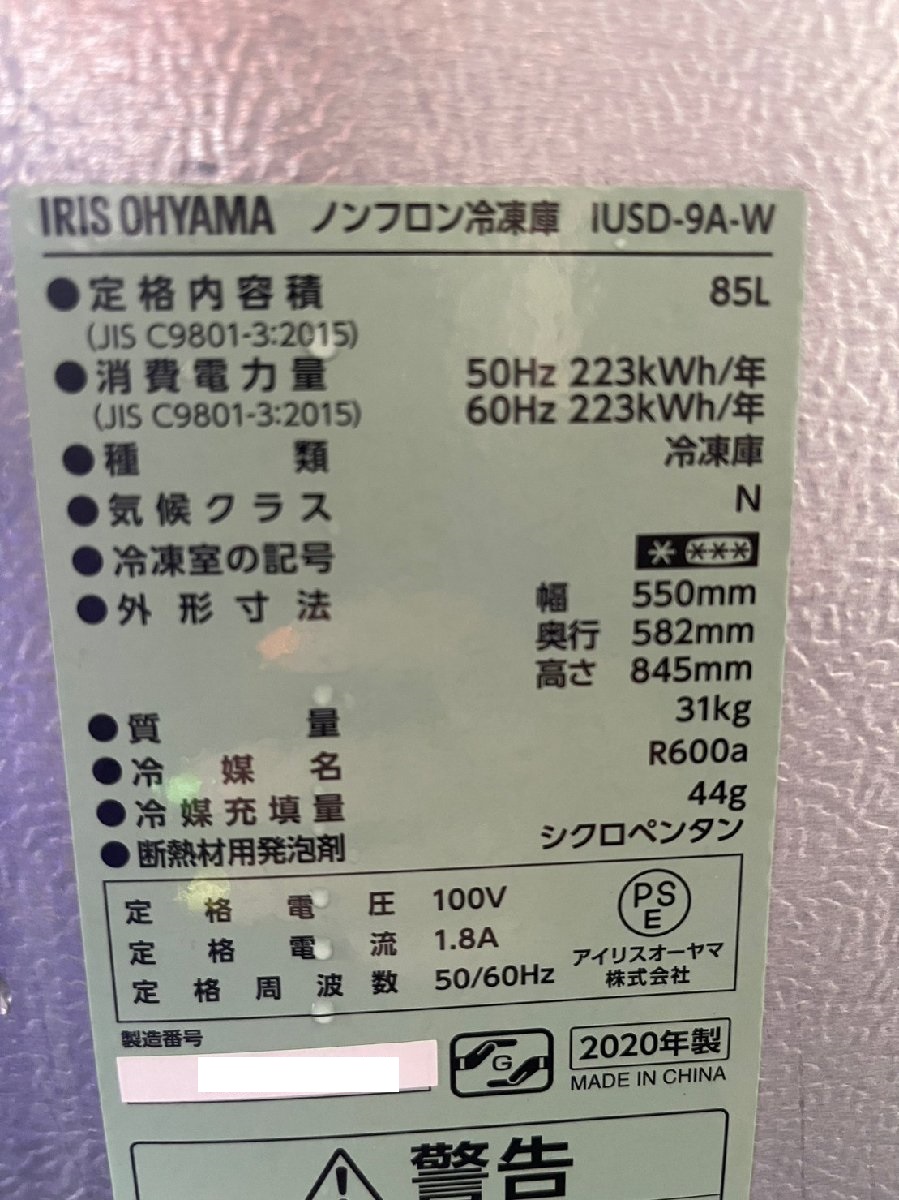 IRIS OHYAMA ノンフロン冷凍庫 IUSD-9A-W
●定格内容積 85L
(JIS C9801-3:2015)
●消費電力量 50Hz 223kWh/年
(JIS C9801-3:2015) 60Hz 223kWh/年
●種類 冷凍庫
●気候クラス N
●冷凍室の記号 * ***
●外形寸法 幅 550mm
奥行 582mm
高さ 845mm
●質量 31kg
●冷媒名 R600a
●冷媒充填量 44g
●断熱材用発泡剤 シクロペンタン
定格電圧 100V
定格電流 1.8A
定格周波数 50/60Hz
PS
E
アイリスオーヤマ
株式会社
製造番号
G
2020年製
MADE IN CHINA
警告